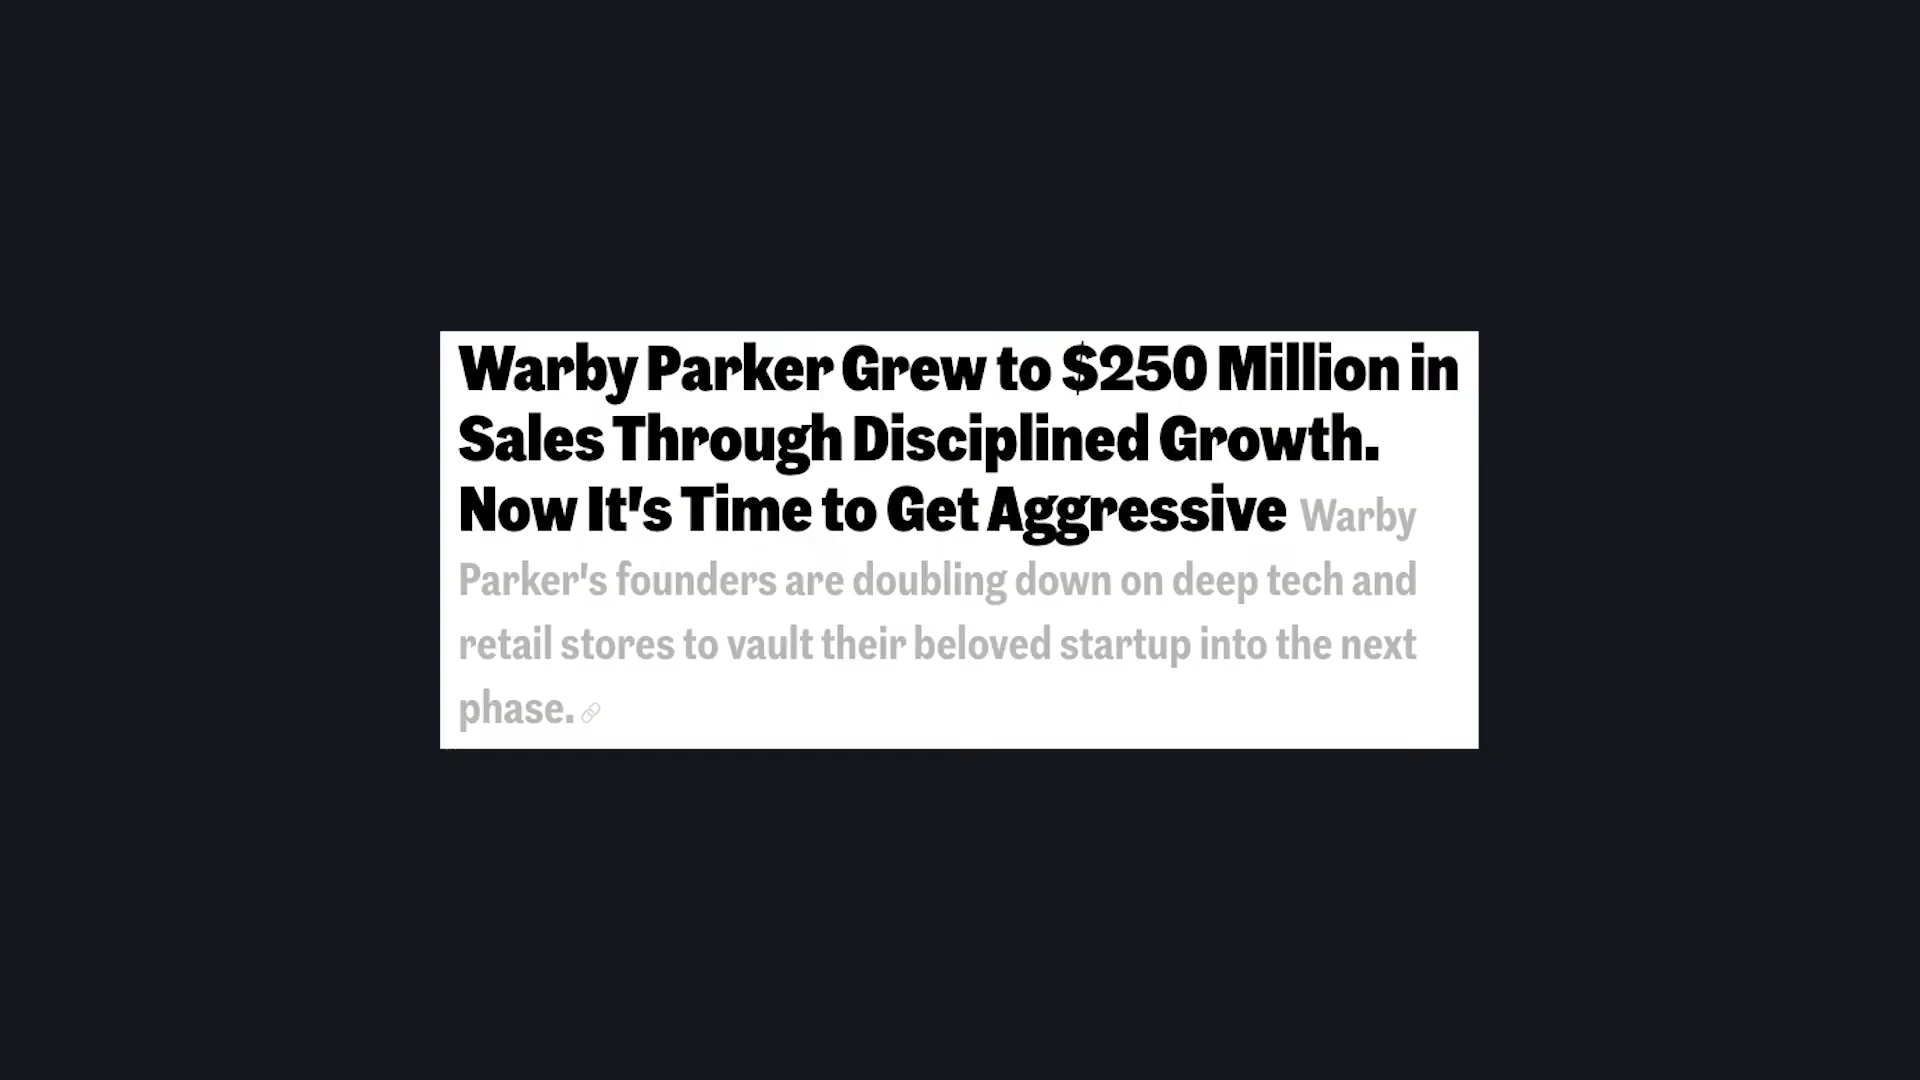 Warby Parker Grew to $250 Million in
Sales Through Disciplined Growth.
Now It's Time to Get Aggressive Warby
Parker's founders are doubling down on deep tech and
retail stores to vault their beloved startup into the next
phase.